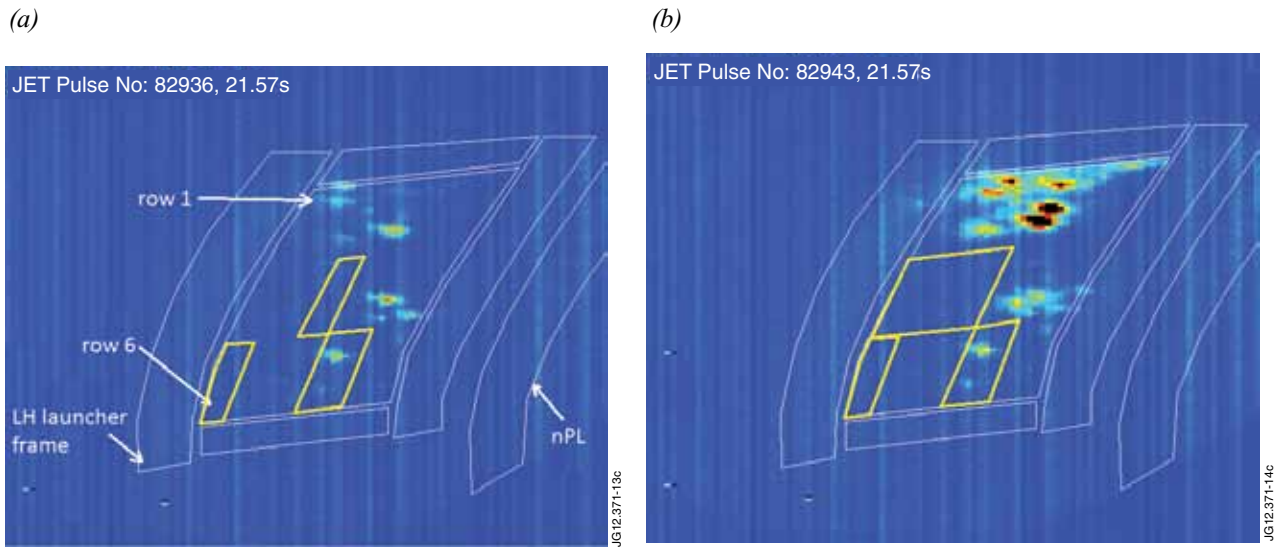 (a)
JET Pulse No: 82936, 21.57s
row 1
row 6
LH launcher
frame
nPL
JG12.371-13c
(b)
JET Pulse No: 82943, 21.57s
JG12.371-14c